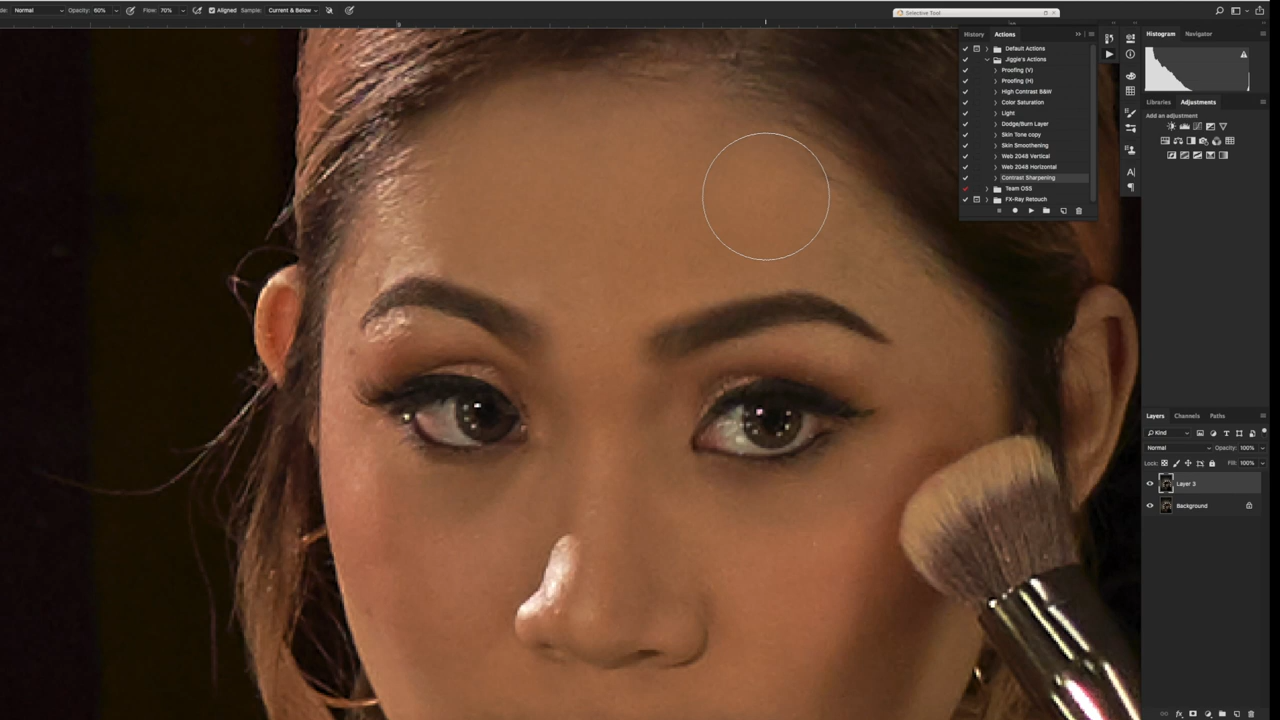 de: Normal Opacity: 60% Flow: 70% Aligned Sample: Current & Below
Selective Tool
History Actions
Default Actions
Jiggie's Actions
Proofing (V)
Proofing (H)
High Contrast B&W
Color Saturation
Light
Dodge/Burn Layer
Skin Tone copy
Skin Smoothening
Web 2048 Vertical
Web 2048 Horizontal
Contrast Sharpening
Team OSS
FX-Ray Retouch
Histogram Navigator
Libraries Adjustments
Add an adjustment
Layers Channels Paths
Kind
Normal Opacity: 100%
Lock: Fill: 100%
Layer 3
Background